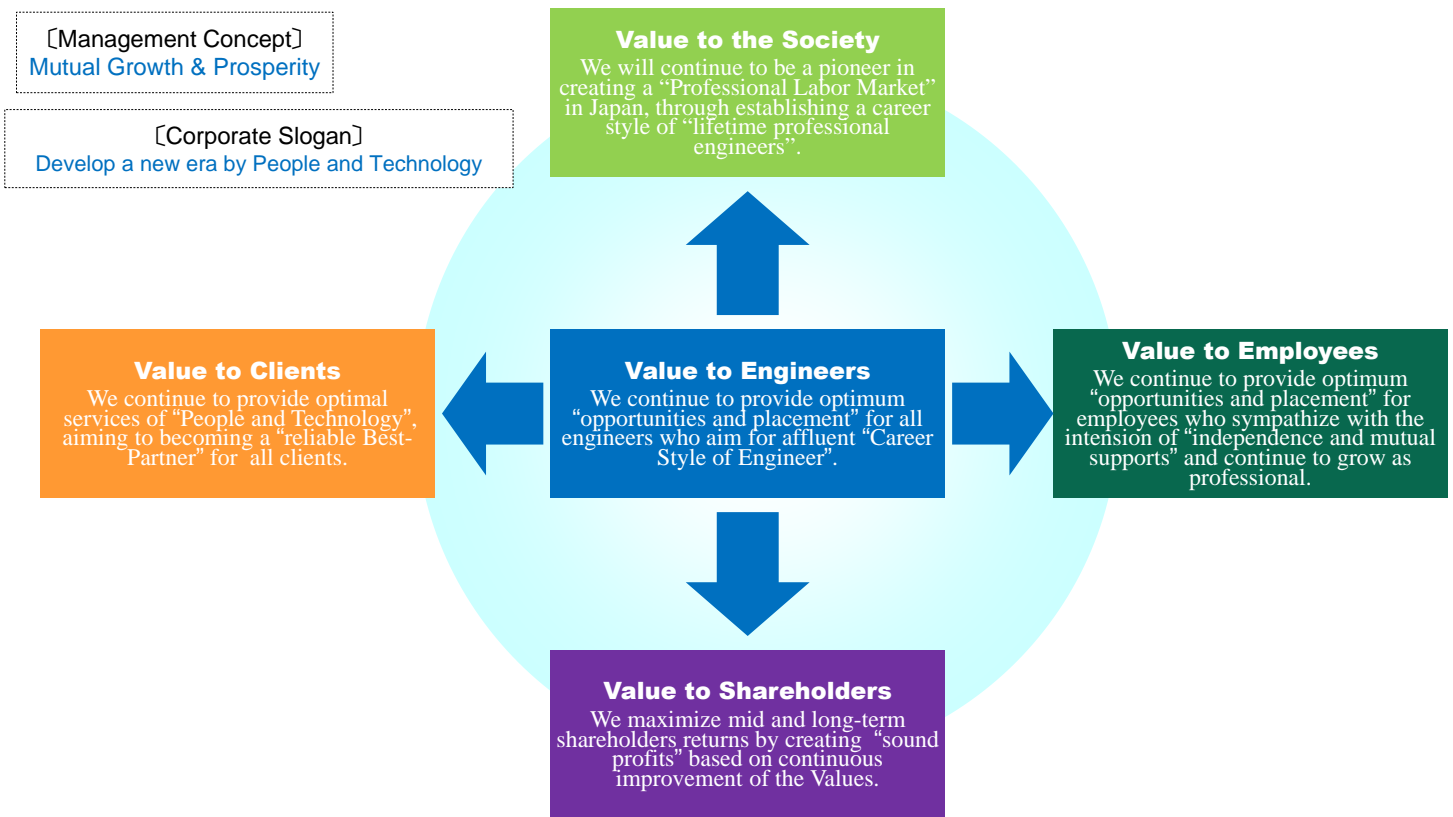 〔Management Concept〕
Mutual Growth & Prosperity
〔Corporate Slogan〕
Develop a new era by People and Technology
Value to the Society
We will continue to be a pioneer in
creating a “Professional Labor Market”
in Japan, through establishing a career
style of “lifetime professional
engineers”.
Value to Clients
We continue to provide optimal
services of “People and Technology”,
aiming to becoming a “reliable Best-
Partner” for all clients.
Value to Engineers
We continue to provide optimum
“opportunities and placement” for all
engineers who aim for affluent “Career
Style of Engineer”.
Value to Employees
We continue to provide optimum
“opportunities and placement” for
employees who sympathize with the
intension of “independence and mutual
supports” and continue to grow as
professional.
Value to Shareholders
We maximize mid and long-term
shareholders returns by creating “sound
profits” based on continuous
improvement of the Values.